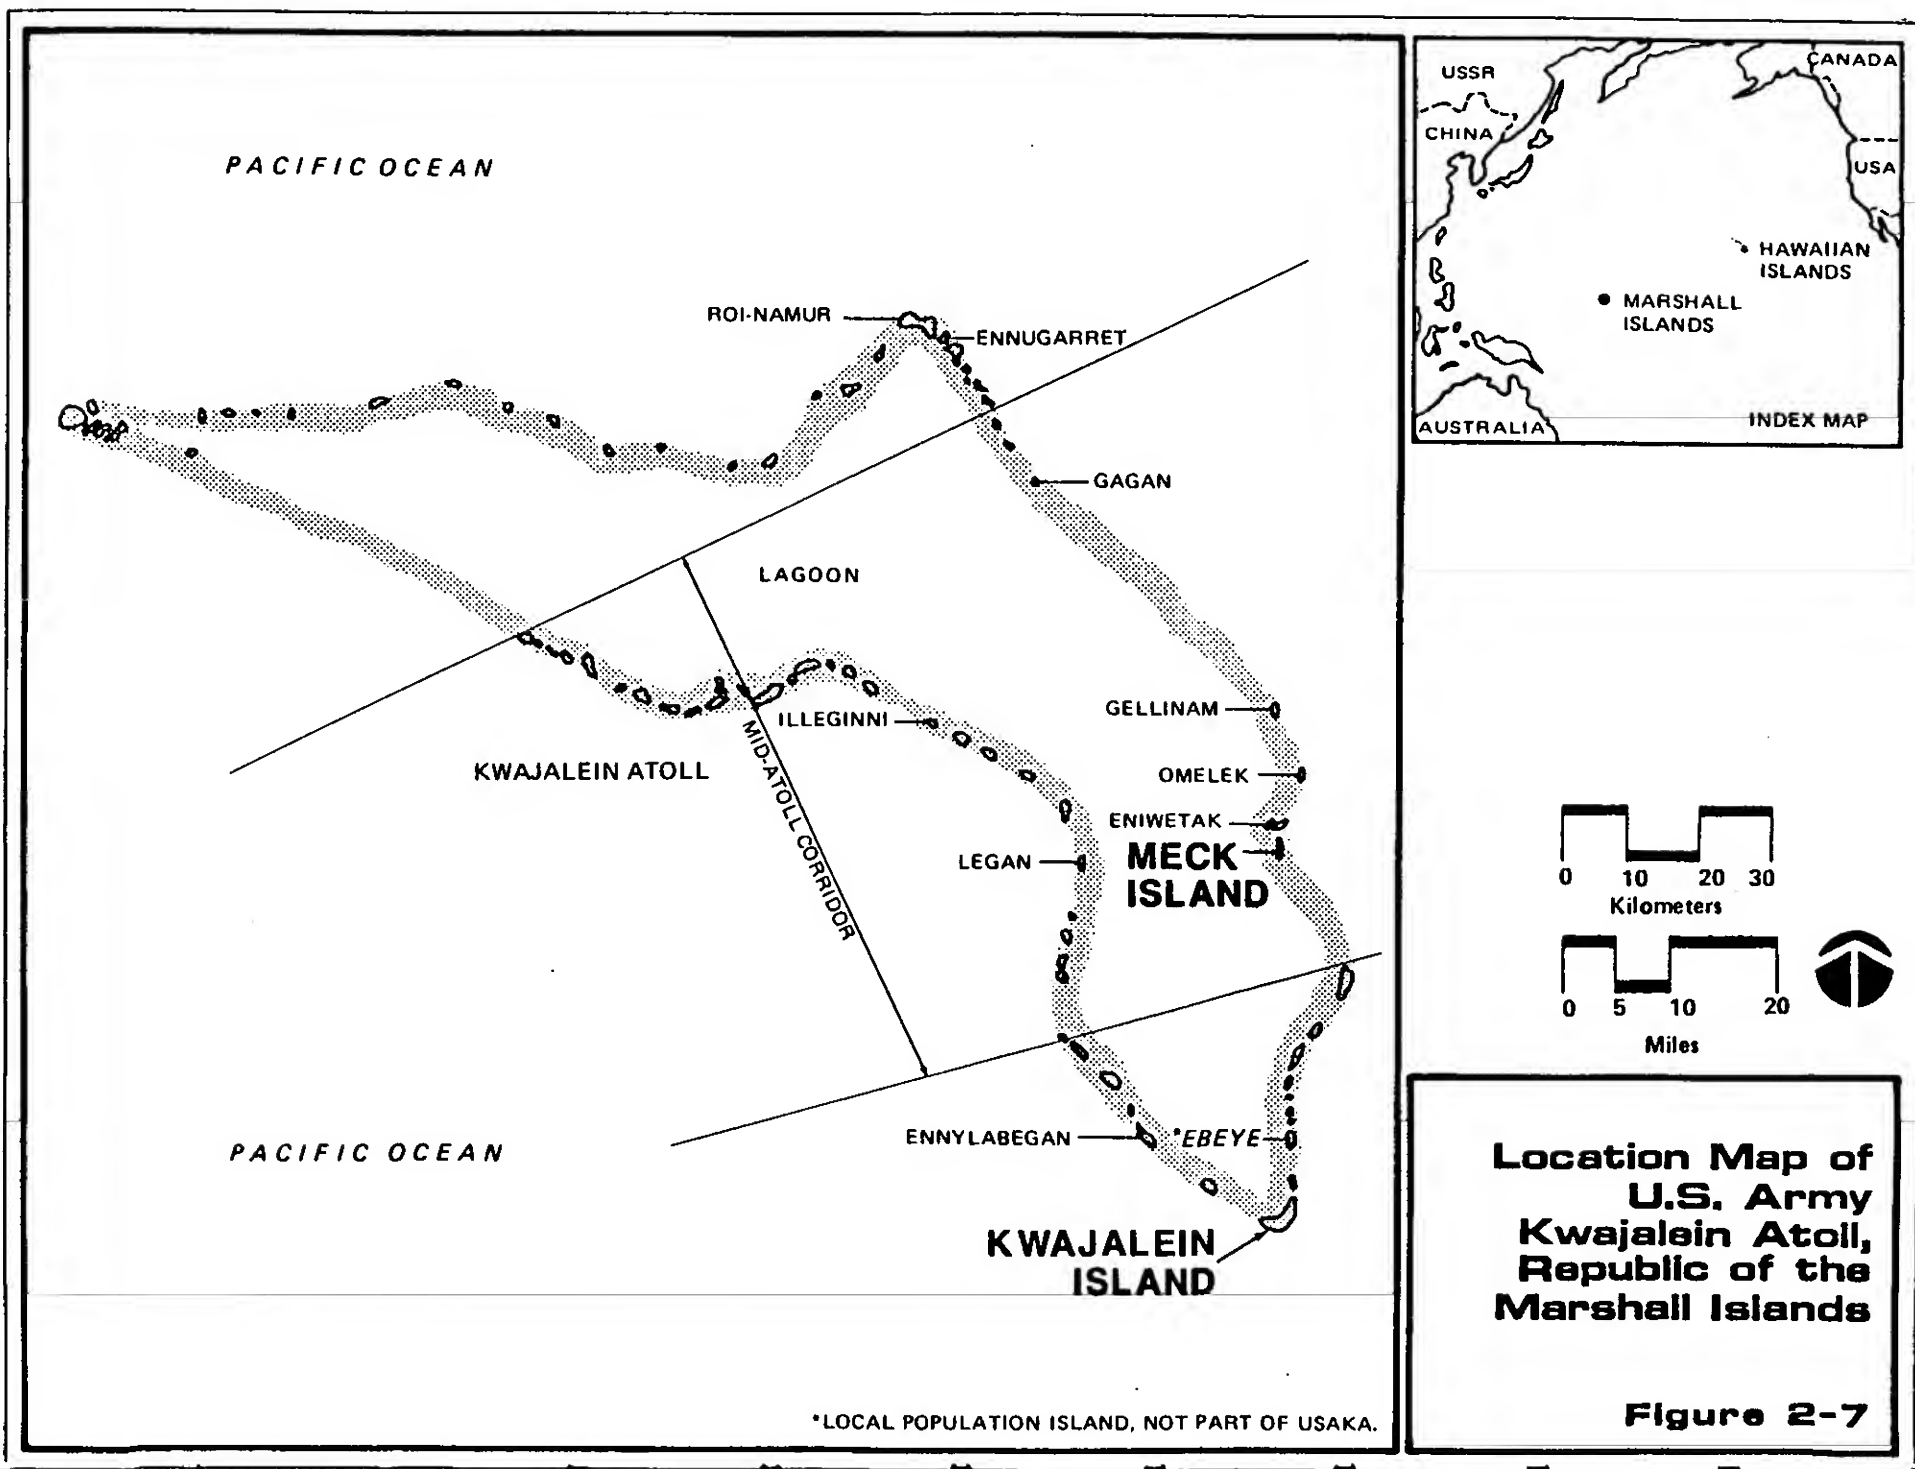 PACIFIC OCEAN
ROI-NAMUR
ENNUGARRET
GAGAN
LAGOON
GELLINAM
ILLEGINNI
KWAJALEIN ATOLL
MID-ATOLL CORRIDOR
OMELEK
ENIWETAK
LEGAN
MECK
ISLAND
ENNYLABEGAN
*EBEYE
PACIFIC OCEAN
KWAJALEIN
ISLAND
*LOCAL POPULATION ISLAND, NOT PART OF USAKA.
USSR
CANADA
CHINA
USA
HAWAIIAN
ISLANDS
MARSHALL
ISLANDS
AUSTRALIA
INDEX MAP
0 10 20 30
Kilometers
0 5 10 20
Miles
Location Map of
U.S. Army
Kwajalein Atoll,
Republic of the
Marshall Islands
Figure 2-7